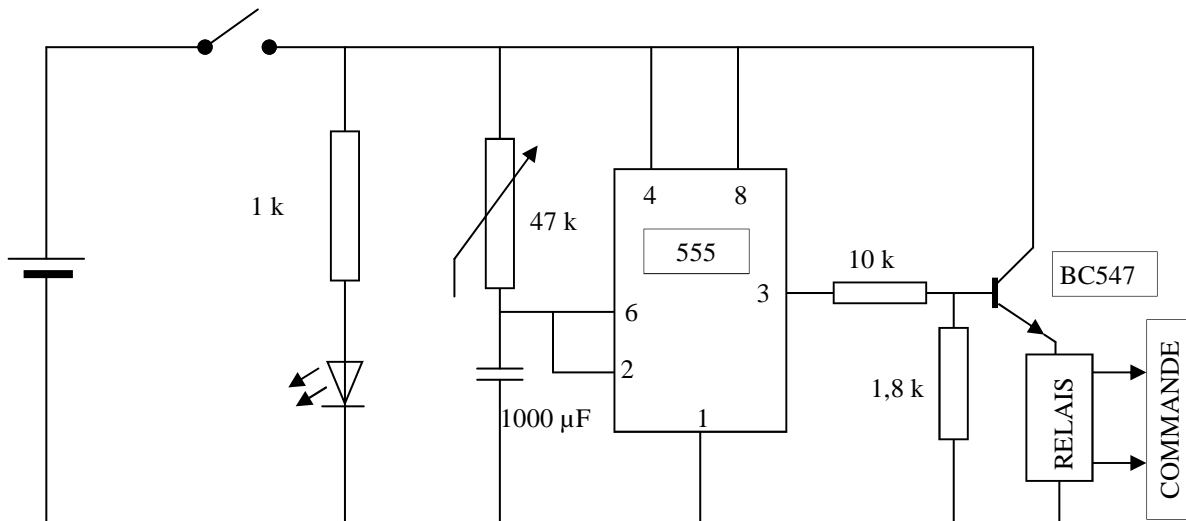 4
8
1 k
47 k
555
10 k
BC547
3
6
2
1,8 k
1
1000 µF
RELAIS
COMMANDE